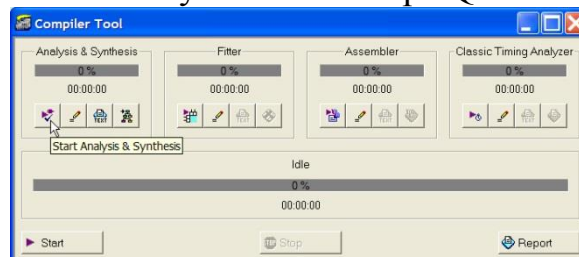 Compiler Tool
Analysis & Synthesis Fitter Assembler Classic Timing Analyzer
0 % 0 % 0 % 0 %
00:00:00 00:00:00 00:00:00 00:00:00
Start Analysis & Synthesis
Idle
0 %
00:00:00
Start Stop Report